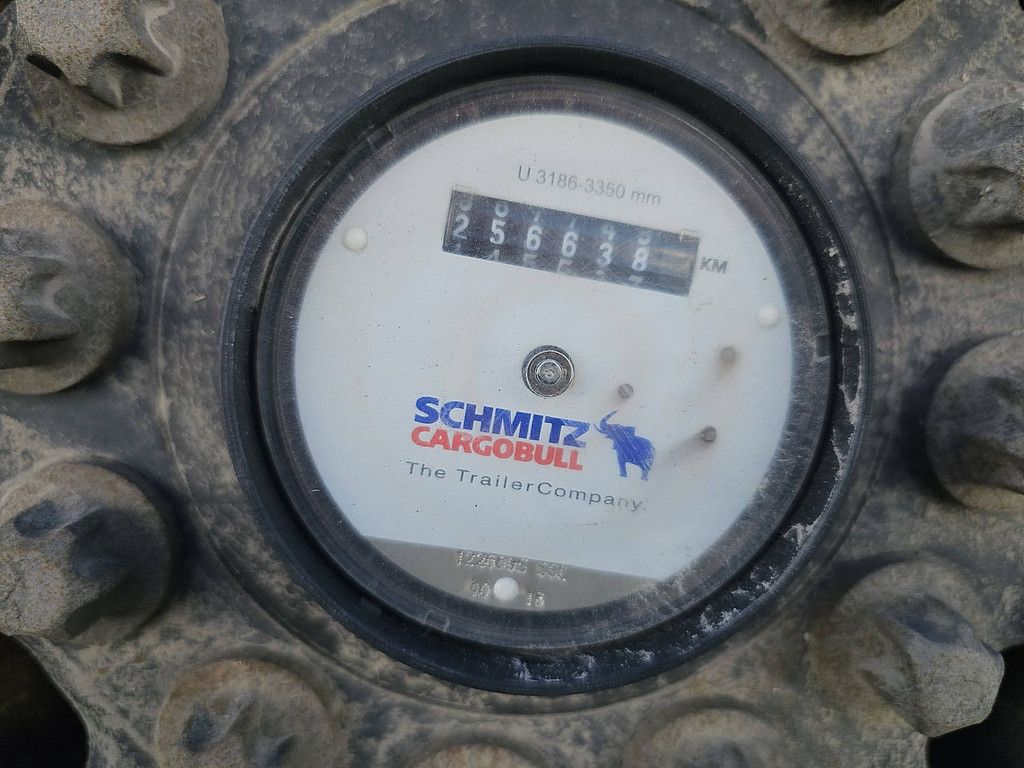 U 3186-3350 mm
256638 KM
SCHMITZ
CARGOBULL
The TrailerCompany.